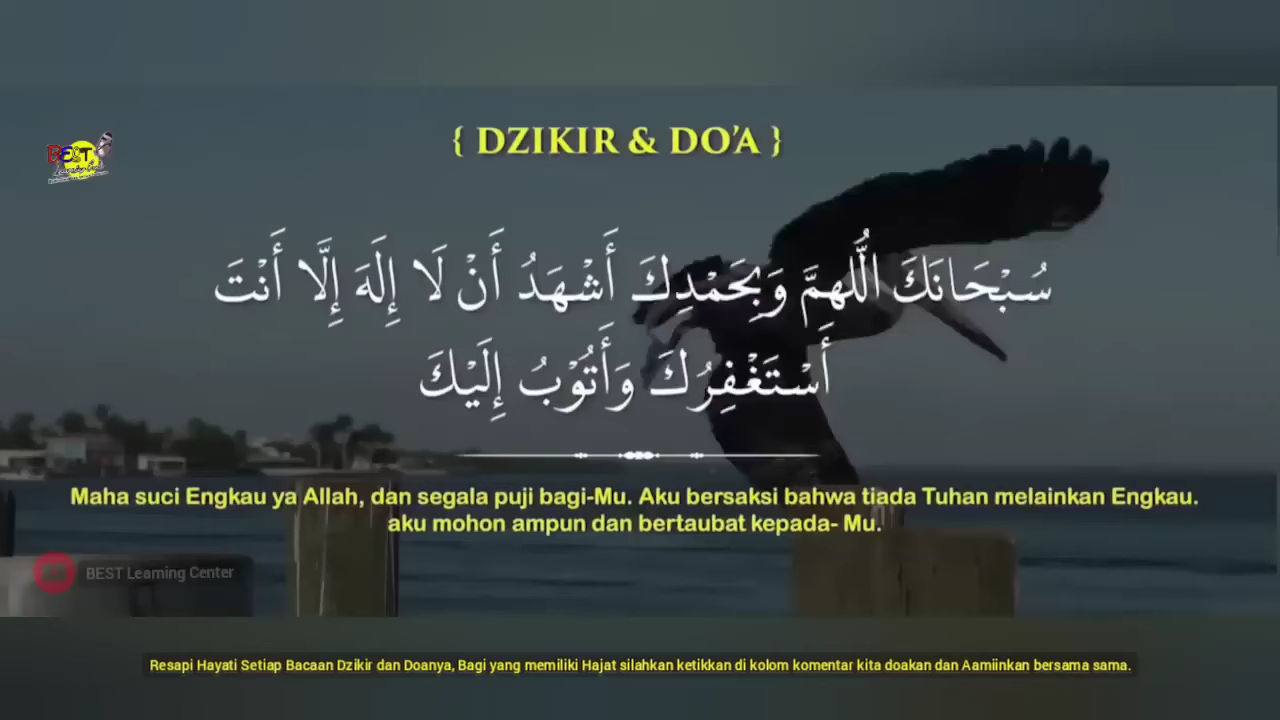 { DZIKIR & DO'A }
BEST
سُبْحَانَكَ اللَّهُمَّ وَبِحَمْدِكَ أَشْهَدُ أَنْ لَا إِلَهَ إِلَّا أَنْتَ
أَسْتَغْفِرُكَ وَأَتُوْبُ إِلَيْكَ
Maha suci Engkau ya Allah, dan segala puji bagi-Mu. Aku bersaksi bahwa tiada Tuhan melainkan Engkau.
aku mohon ampun dan bertaubat kepada- Mu.
BEST Learning Center
Resapi Hayati Setiap Bacaan Dzikir dan Doanya, Bagi yang memiliki Hajat silahkan ketikkan di kolom komentar kita doakan dan Aamiinkan bersama sama.